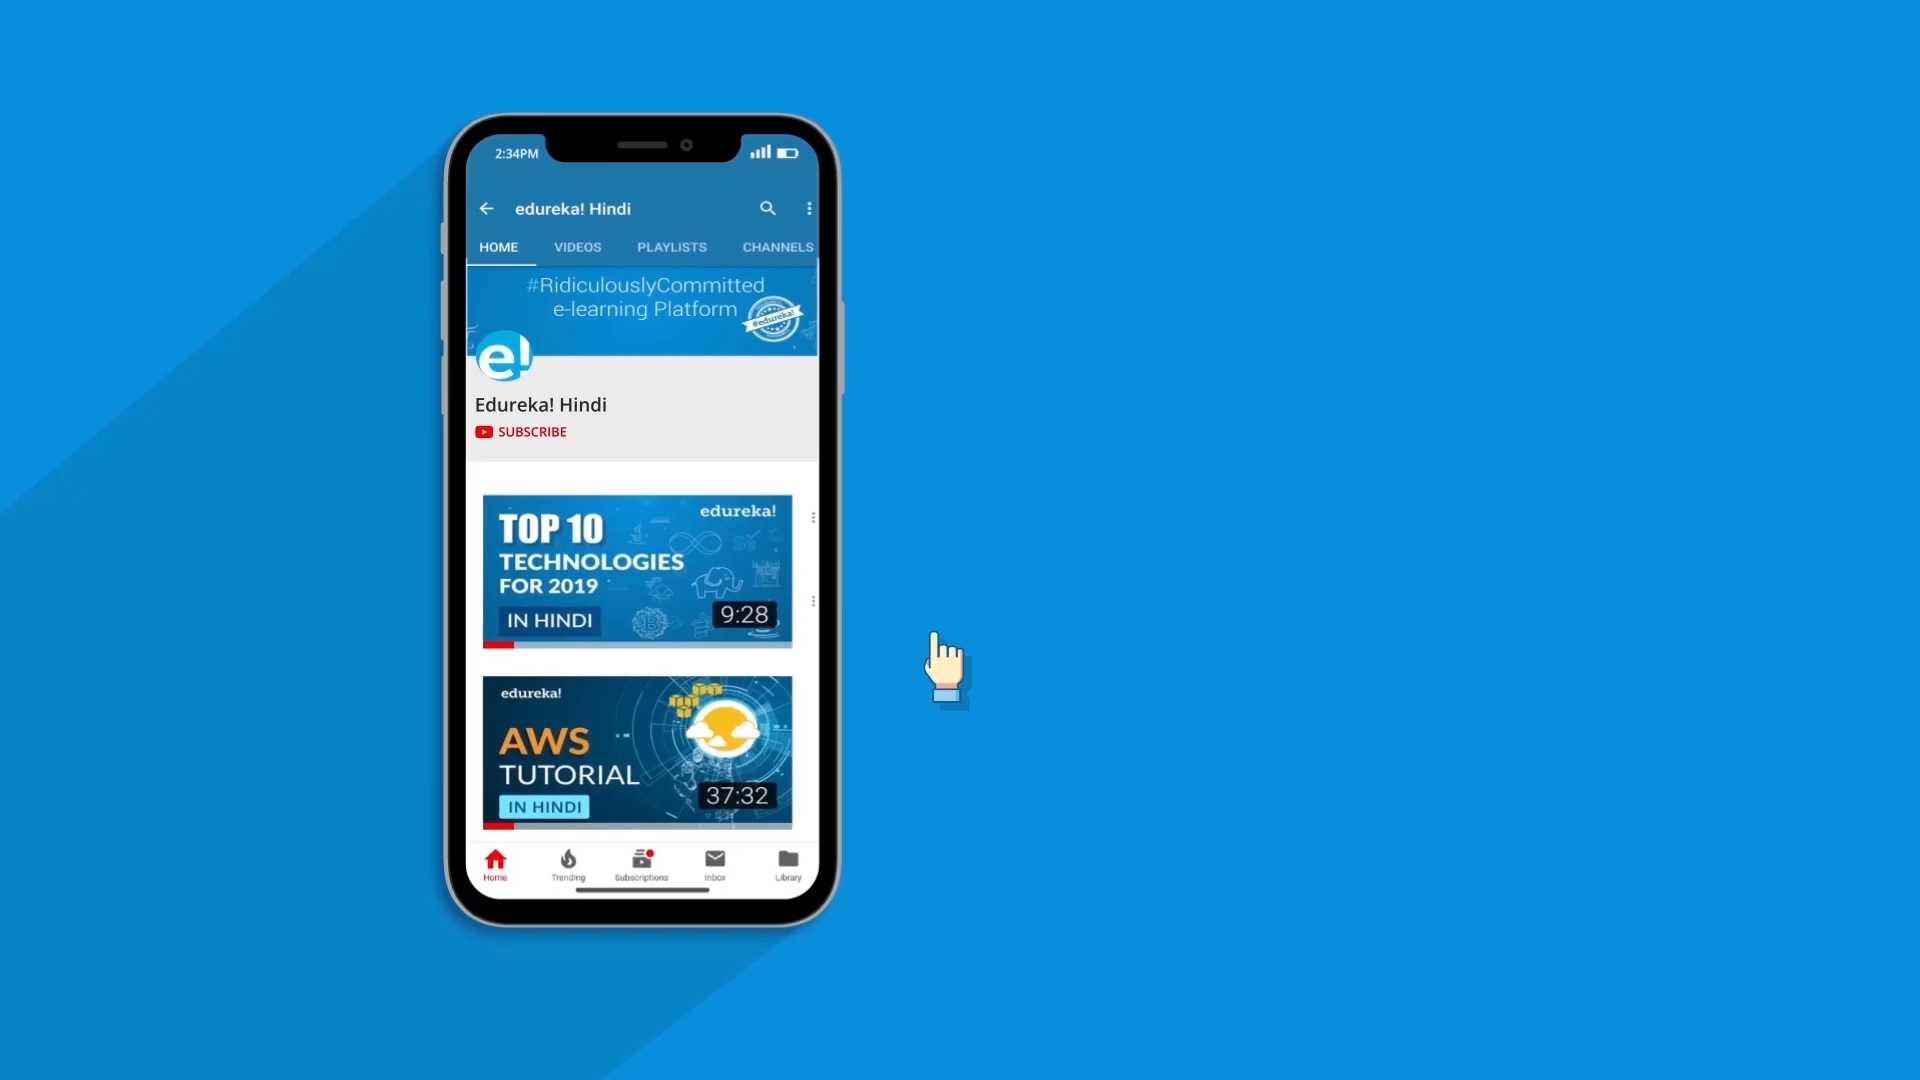 2:34PM
edureka! Hindi
HOME VIDEOS PLAYLISTS CHANNELS
#RidiculouslyCommitted
e-learning Platform
#edureka!
e!
Edureka! Hindi
SUBSCRIBE
edureka!
TOP 10
TECHNOLOGIES
FOR 2019
IN HINDI
9:28
edureka!
AWS
TUTORIAL
IN HINDI
37:32
Home Trending Subscriptions Inbox Library